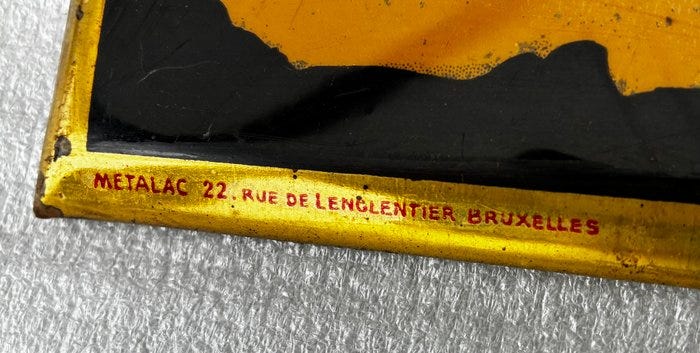 METALAC 22. RUE DE LENGLENTIER BRUXELLES